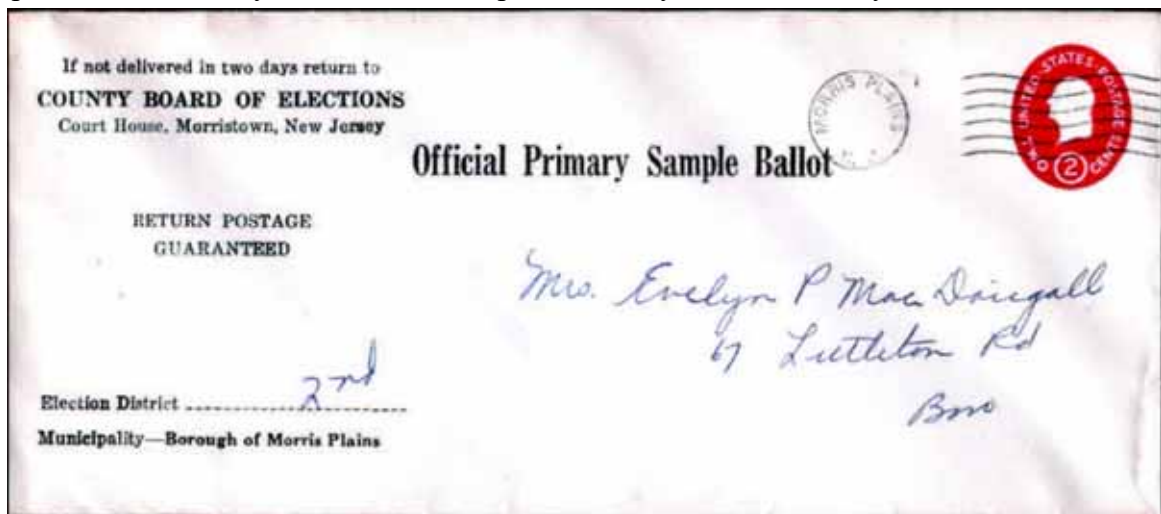 If not delivered in two days return to
COUNTY BOARD OF ELECTIONS
Court House, Morristown, New Jersey
Official Primary Sample Ballot
MORRIS PLAINS
UNITED STATES POSTAGE
TWO 2 CENTS
RETURN POSTAGE
GUARANTEED
Mrs. Evelyn P Mac Dougall
67 Littleton Rd
Boro
Election District 2nd
Municipality—Borough of Morris Plains